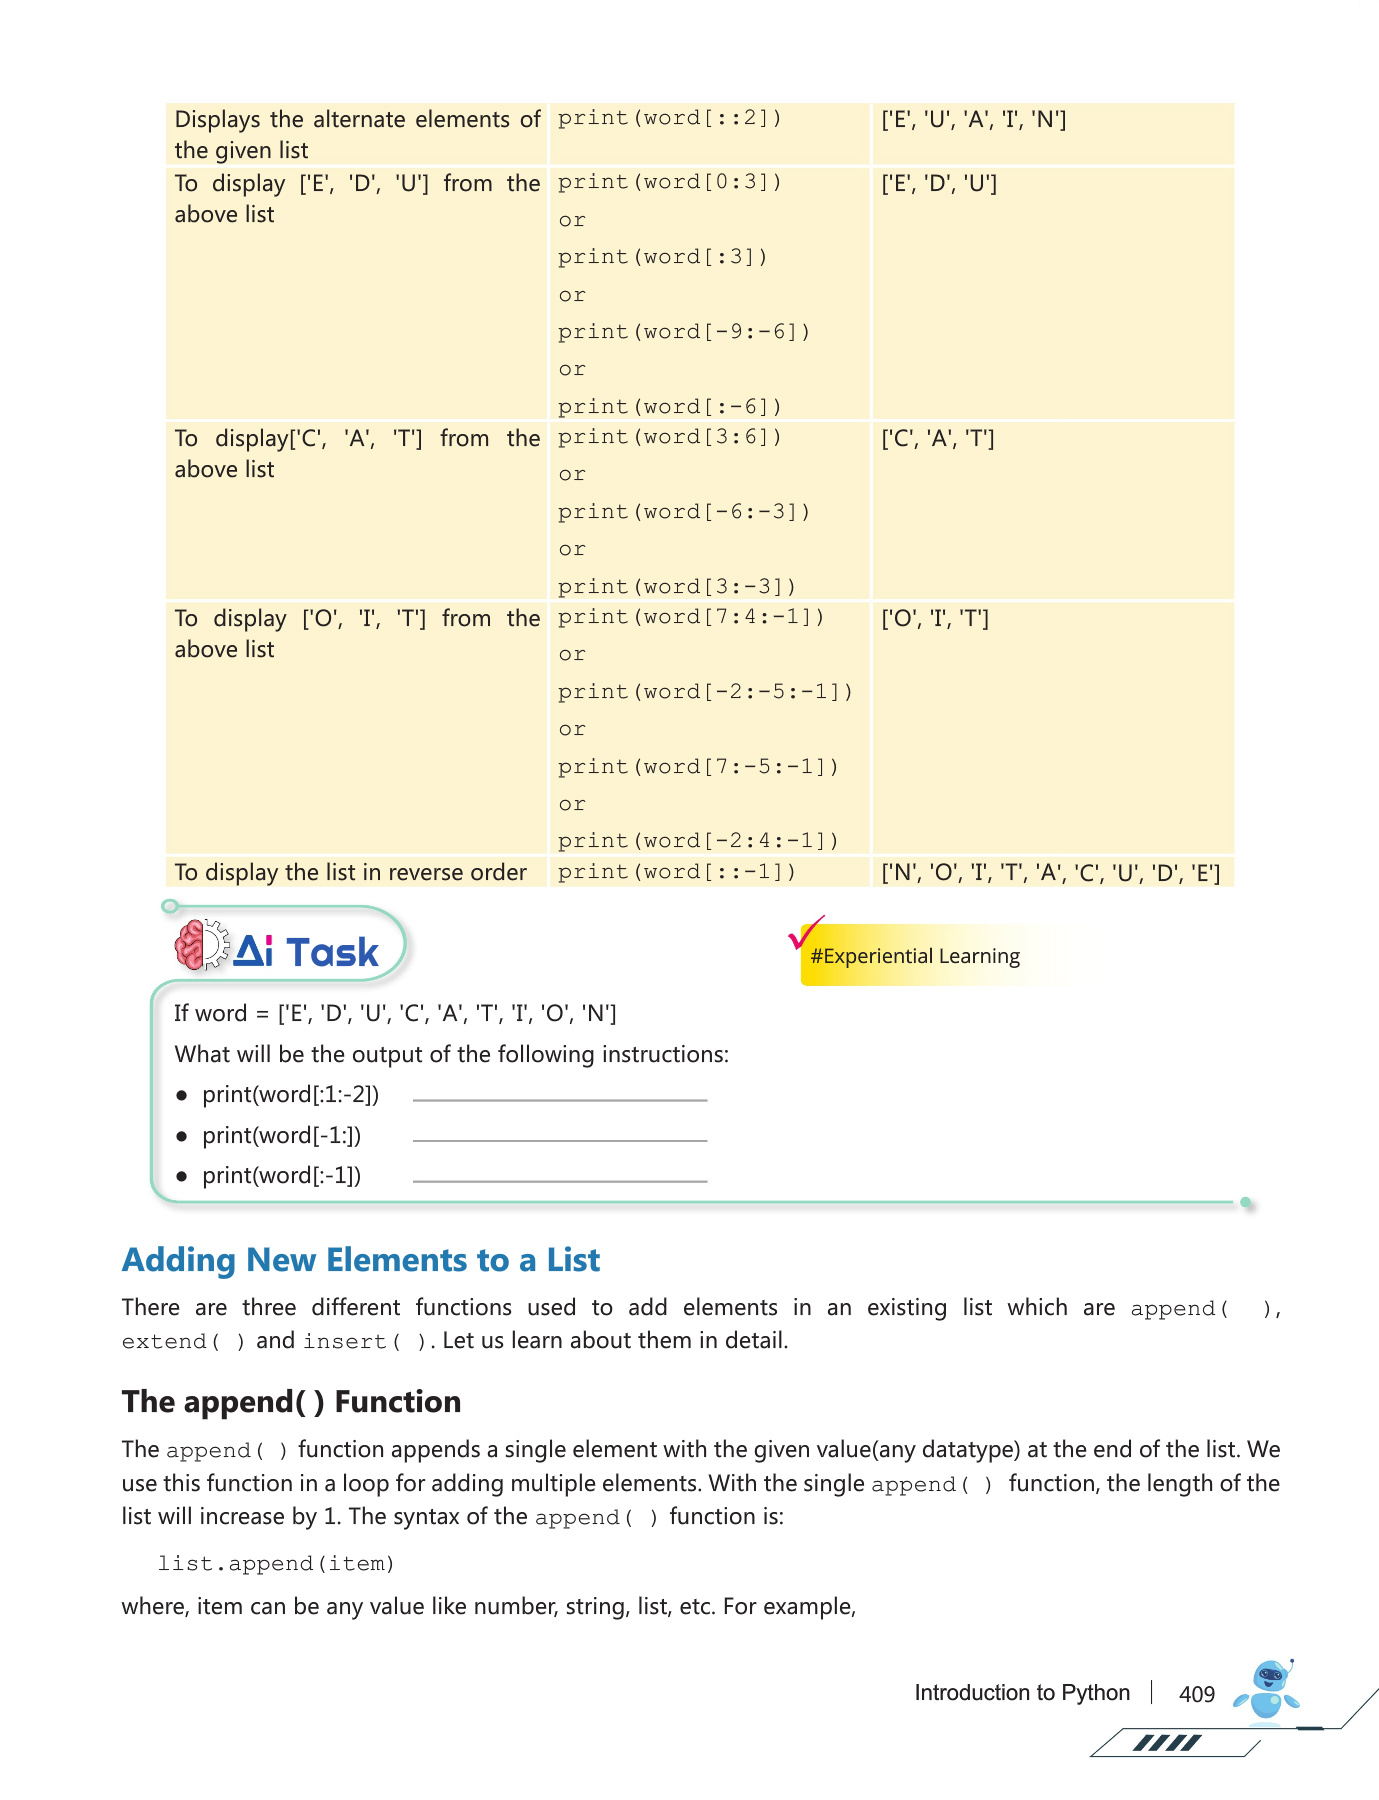 Displays the alternate elements of
the given list
print(word[::2])
['E', 'U', 'A', 'I', 'N']
To display ['E', 'D', 'U'] from the
above list
print(word[0:3])
or
print(word[:3])
or
print(word[-9:-6])
or
print(word[:-6])
['E', 'D', 'U']
To display['C', 'A', 'T'] from the
above list
print(word[3:6])
or
print(word[-6:-3])
or
print(word[3:-3])
['C', 'A', 'T']
To display ['O', 'I', 'T'] from the
above list
print(word[7:4:-1])
or
print(word[-2:-5:-1])
or
print(word[7:-5:-1])
or
print(word[-2:4:-1])
['O', 'I', 'T']
To display the list in reverse order
print(word[::-1])
['N', 'O', 'I', 'T', 'A', 'C', 'U', 'D', 'E']
Ai Task
#Experiential Learning
If word = ['E', 'D', 'U', 'C', 'A', 'T', 'I', 'O', 'N']
What will be the output of the following instructions:
● print(word[:1:-2])
● print(word[-1:])
● print(word[:-1])
Adding New Elements to a List
There are three different functions used to add elements in an existing list which are append( ),
extend( ) and insert( ). Let us learn about them in detail.
The append( ) Function
The append( ) function appends a single element with the given value(any datatype) at the end of the list. We
use this function in a loop for adding multiple elements. With the single append( ) function, the length of the
list will increase by 1. The syntax of the append( ) function is:
list.append(item)
where, item can be any value like number, string, list, etc. For example,
Introduction to Python
409